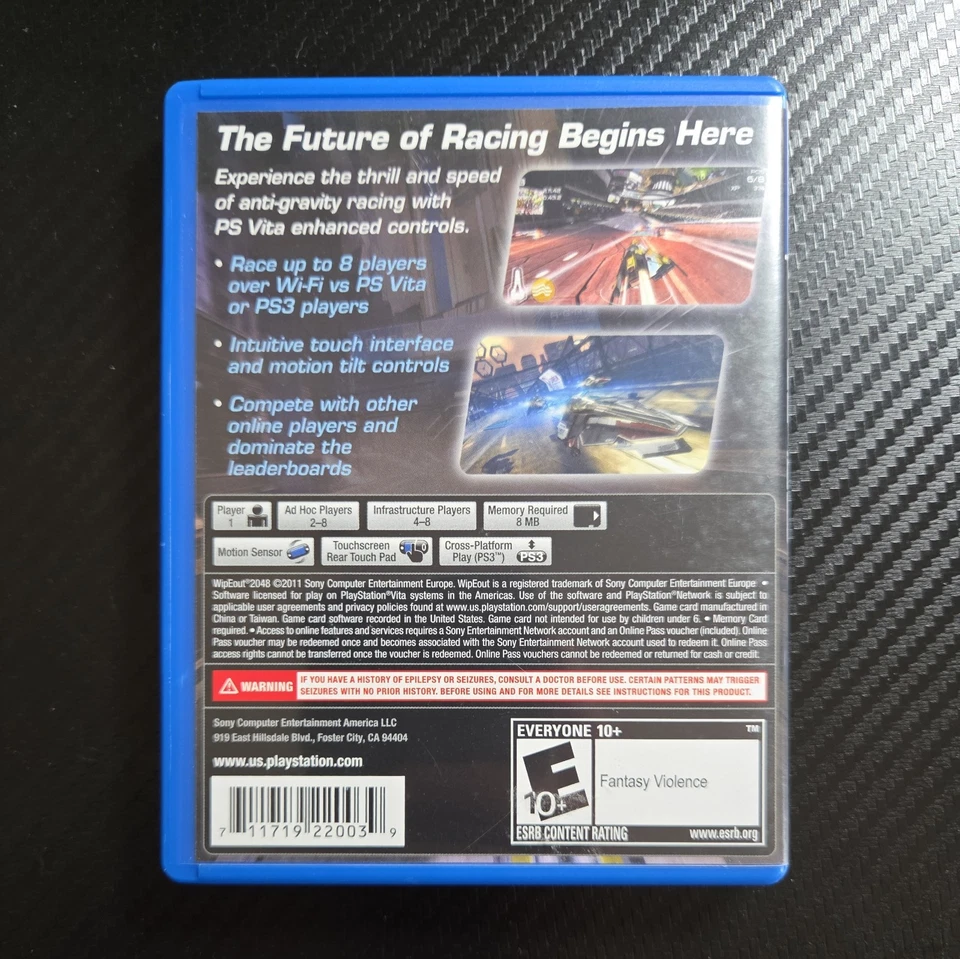 The Future of Racing Begins Here
Experience the thrill and speed
of anti-gravity racing with
PS Vita enhanced controls.
• Race up to 8 players
over Wi-Fi vs PS Vita
or PS3 players
• Intuitive touch interface
and motion tilt controls
• Compete with other
online players and
dominate the
leaderboards
Player
1
Ad Hoc Players
2–8
Infrastructure Players
4–8
Memory Required
8 MB
Motion Sensor
Touchscreen
Rear Touch Pad
Cross-Platform
Play (PS3™)
PS3
WipEout®2048 ©2011 Sony Computer Entertainment Europe. WipEout is a registered trademark of Sony Computer Entertainment Europe •
Software licensed for play on PlayStation®Vita systems in the Americas. Use of the software and PlayStation®Network is subject to
applicable user agreements and privacy policies found at www.us.playstation.com/support/useragreements. Game card manufactured in
China or Taiwan. Game card software recorded in the United States. Game card not intended for use by children under 6. • Memory Card
required. • Access to online features and services requires a Sony Entertainment Network account and an Online Pass voucher (included). Online
Pass voucher may be redeemed once and becomes associated with the Sony Entertainment Network account used to redeem it. Online Pass
access rights cannot be transferred once the voucher is redeemed. Online Pass vouchers cannot be redeemed or returned for cash or credit.
WARNING
IF YOU HAVE A HISTORY OF EPILEPSY OR SEIZURES, CONSULT A DOCTOR BEFORE USE. CERTAIN PATTERNS MAY TRIGGER
SEIZURES WITH NO PRIOR HISTORY. BEFORE USING AND FOR MORE DETAILS SEE INSTRUCTIONS FOR THIS PRODUCT.
Sony Computer Entertainment America LLC
919 East Hillsdale Blvd., Foster City, CA 94404
www.us.playstation.com
7 11719 22003 9
EVERYONE 10+ ™
E
10+
Fantasy Violence
ESRB CONTENT RATING www.esrb.org